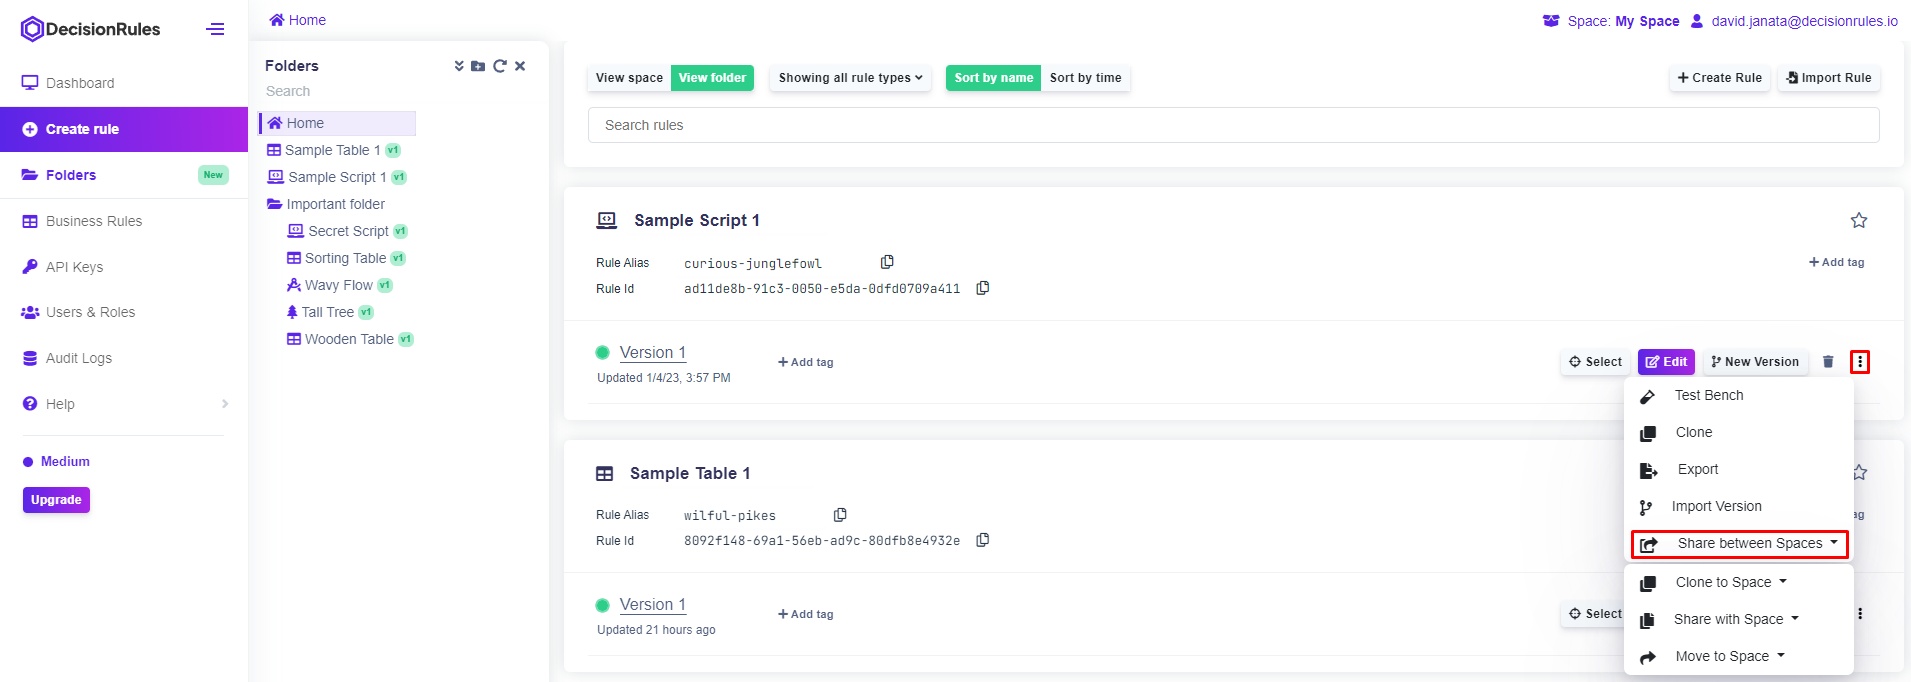 DecisionRules
Home
Space: My Space
david.janata@decisionrules.io
Dashboard
Create rule
Folders New
Business Rules
API Keys
Users & Roles
Audit Logs
Help
Medium
Upgrade
Folders
Search
Home
Sample Table 1 v1
Sample Script 1 v1
Important folder
Secret Script v1
Sorting Table v1
Wavy Flow v1
Tall Tree v1
Wooden Table v1
View space View folder Showing all rule types Sort by name Sort by time + Create Rule Import Rule
Search rules
Sample Script 1
Rule Alias curious-junglefowl
+ Add tag
Rule Id ad11de8b-91c3-0050-e5da-0dfd0709a411
Version 1
Updated 1/4/23, 3:57 PM
+ Add tag
Select Edit New Version
Test Bench
Clone
Export
Import Version
Share between Spaces
Clone to Space
Share with Space
Move to Space
Sample Table 1
Rule Alias wilful-pikes
ag
Rule Id 8092f148-69a1-56eb-ad9c-80dfb8e4932e
Version 1
Updated 21 hours ago
+ Add tag
Select